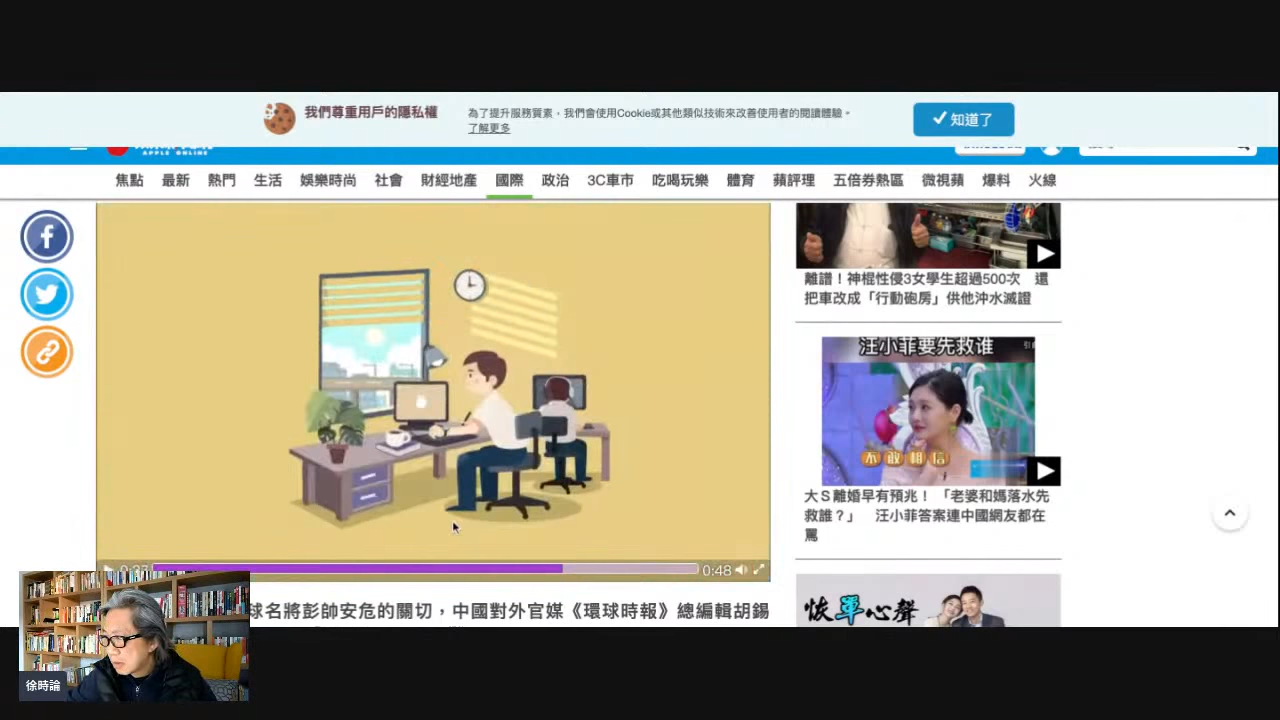 我們尊重用戶的隱私權
為了提升服務質素，我們會使用Cookie或其他類似技術來改善使用者的閱讀體驗。
了解更多
知道了
APPLE ONLINE
焦點 最新 熱門 生活 娛樂時尚 社會 財經地產 國際 政治 3C車市 吃喝玩樂 體育 蘋評理 五倍券熱區 微視蘋 爆料 火線
離譜！神棍性侵3女學生超過500次 還
把車改成「行動砲房」供他沖水滅證
汪小菲要先救谁
不敢相信
大Ｓ離婚早有預兆！「老婆和媽落水先
救誰？」 汪小菲答案連中國網友都在
罵
0:48
球名將彭帥安危的關切，中國對外官媒《環球時報》總編輯胡錫
恢單心聲
徐時論